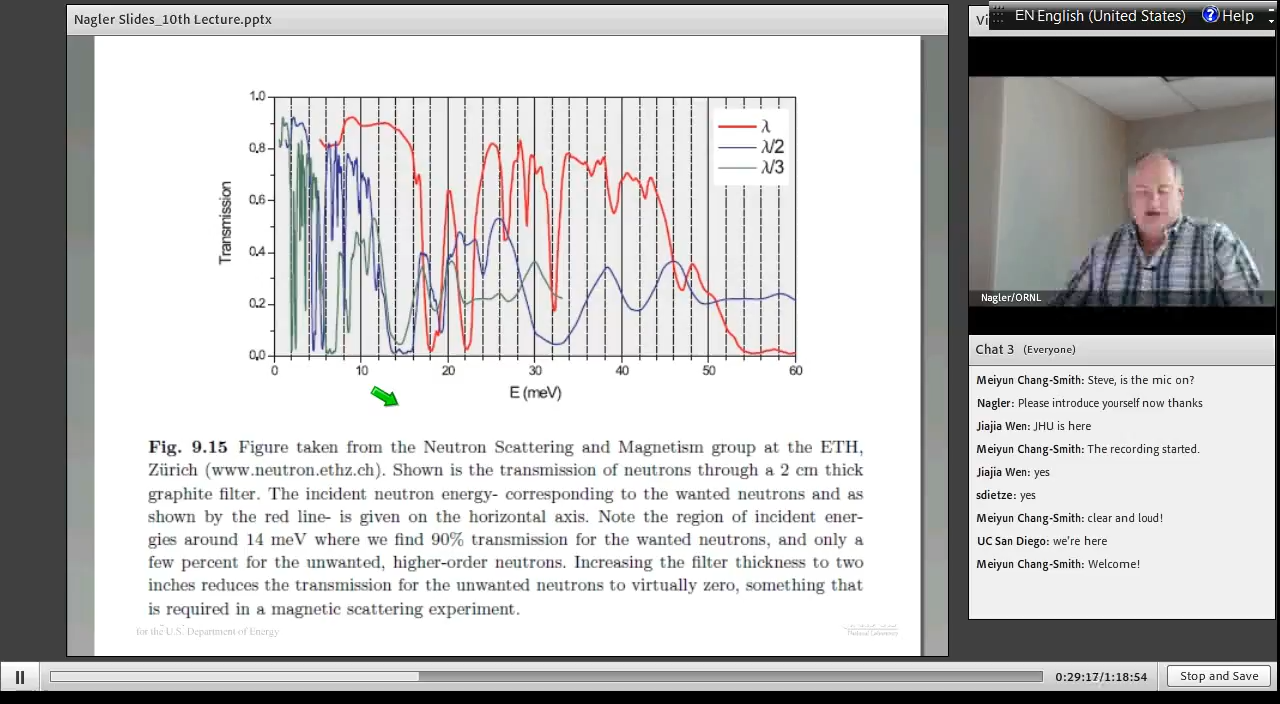 Nagler Slides_10th Lecture.pptx
EN English (United States)
Help
1.0
0.8
0.6
0.4
0.2
0.0
Transmission
λ
λ/2
λ/3
0 10 20 30 40 50 60
E (meV)
Fig. 9.15 Figure taken from the Neutron Scattering and Magnetism group at the ETH,
Zürich (www.neutron.ethz.ch). Shown is the transmission of neutrons through a 2 cm thick
graphite filter. The incident neutron energy- corresponding to the wanted neutrons and as
shown by the red line- is given on the horizontal axis. Note the region of incident ener-
gies around 14 meV where we find 90% transmission for the wanted neutrons, and only a
few percent for the unwanted, higher-order neutrons. Increasing the filter thickness to two
inches reduces the transmission for the unwanted neutrons to virtually zero, something that
is required in a magnetic scattering experiment.
for the U.S. Department of Energy
National Laboratory
Nagler/ORNL
Chat 3 (Everyone)
Meiyun Chang-Smith: Steve, is the mic on?
Nagler: Please introduce yourself now thanks
Jiajia Wen: JHU is here
Meiyun Chang-Smith: The recording started.
Jiajia Wen: yes
sdietze: yes
Meiyun Chang-Smith: clear and loud!
UC San Diego: we're here
Meiyun Chang-Smith: Welcome!
0:29:17/1:18:54
Stop and Save